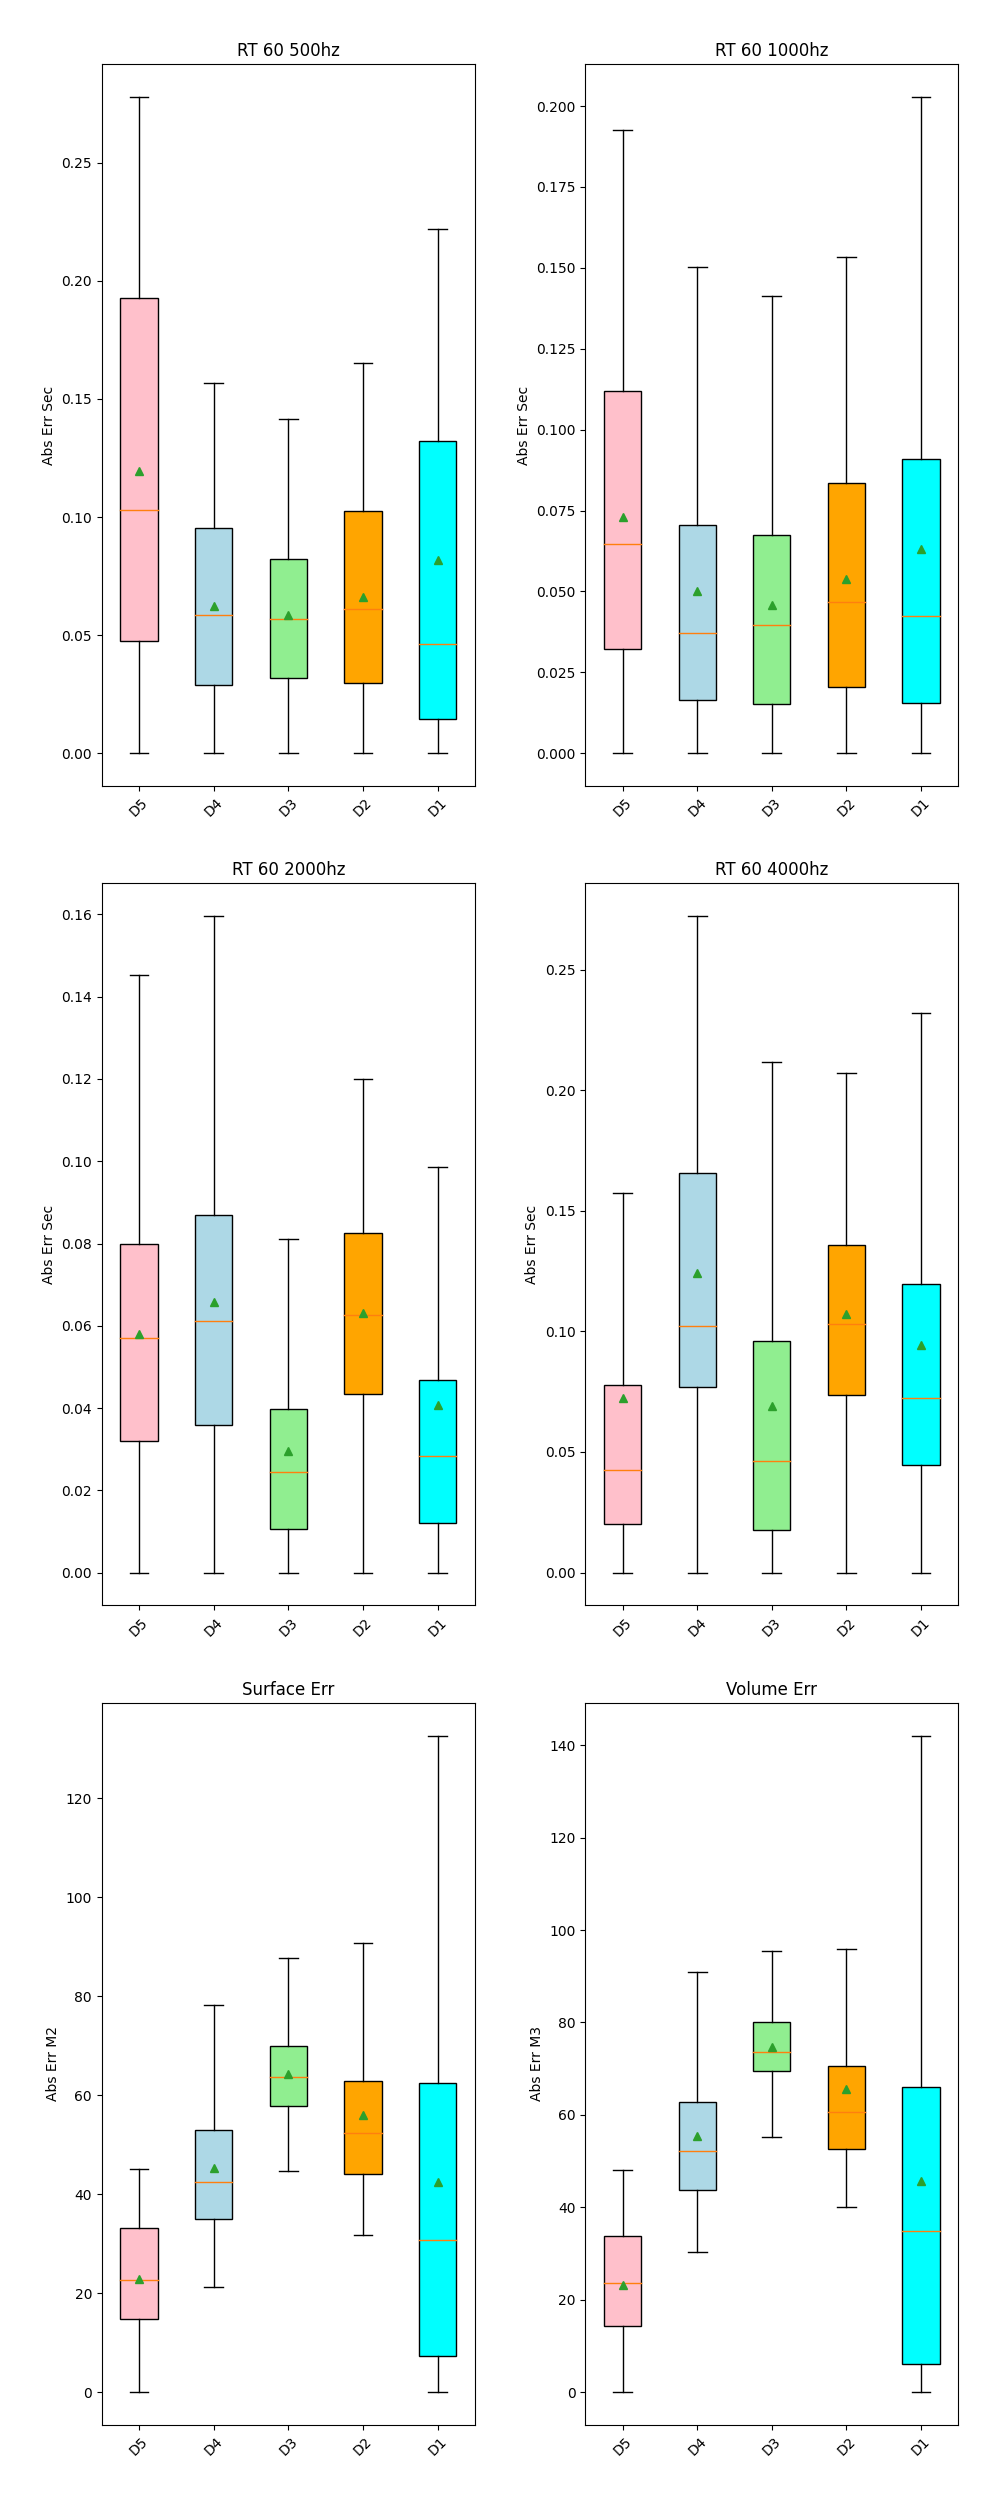 RT 60 500hz
Abs Err Sec
0.25
0.20
0.15
0.10
0.05
0.00
D5 D4 D3 D2 D1
RT 60 1000hz
Abs Err Sec
0.200
0.175
0.150
0.125
0.100
0.075
0.050
0.025
0.000
D5 D4 D3 D2 D1
RT 60 2000hz
Abs Err Sec
0.16
0.14
0.12
0.10
0.08
0.06
0.04
0.02
0.00
D5 D4 D3 D2 D1
RT 60 4000hz
Abs Err Sec
0.25
0.20
0.15
0.10
0.05
0.00
D5 D4 D3 D2 D1
Surface Err
Abs Err M2
120
100
80
60
40
20
0
D5 D4 D3 D2 D1
Volume Err
Abs Err M3
140
120
100
80
60
40
20
0
D5 D4 D3 D2 D1